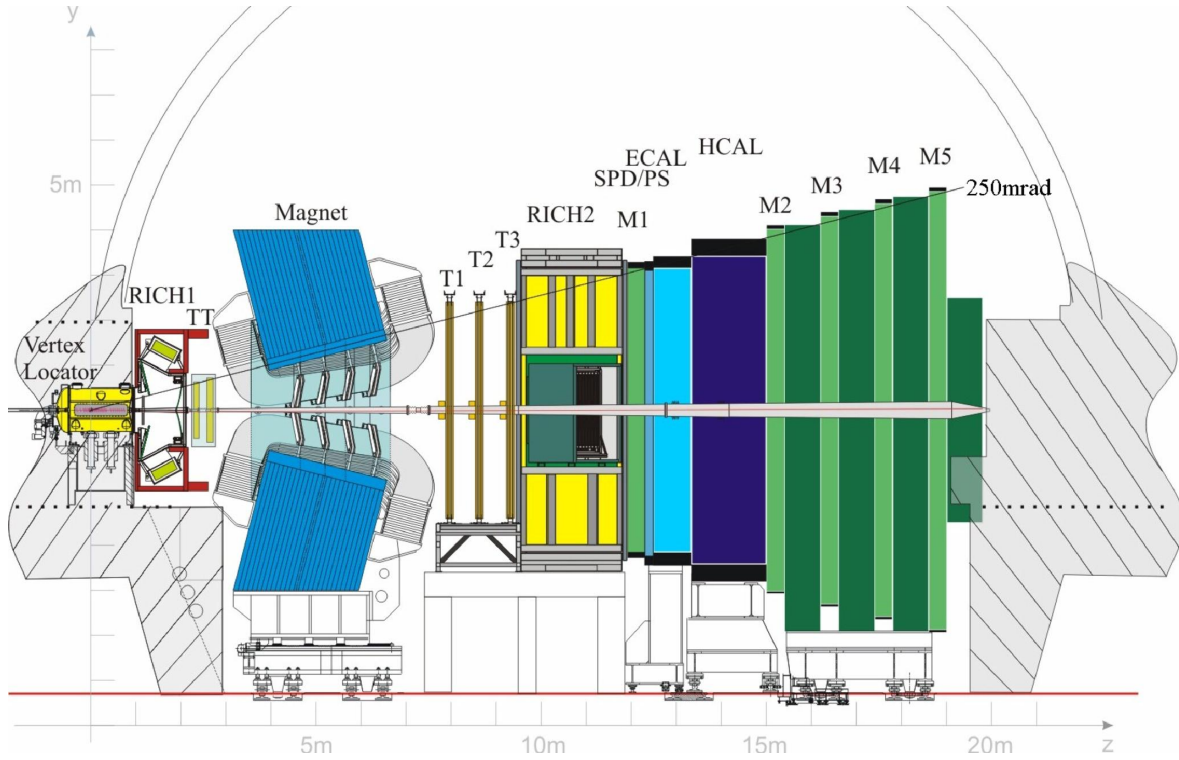 y
5m
Magnet
RICH1
TT
Vertex
Locator
T1
T2
T3
RICH2
M1
SPD/PS
ECAL
HCAL
M2
M3
M4
M5
250mrad
5m
10m
15m
20m
z